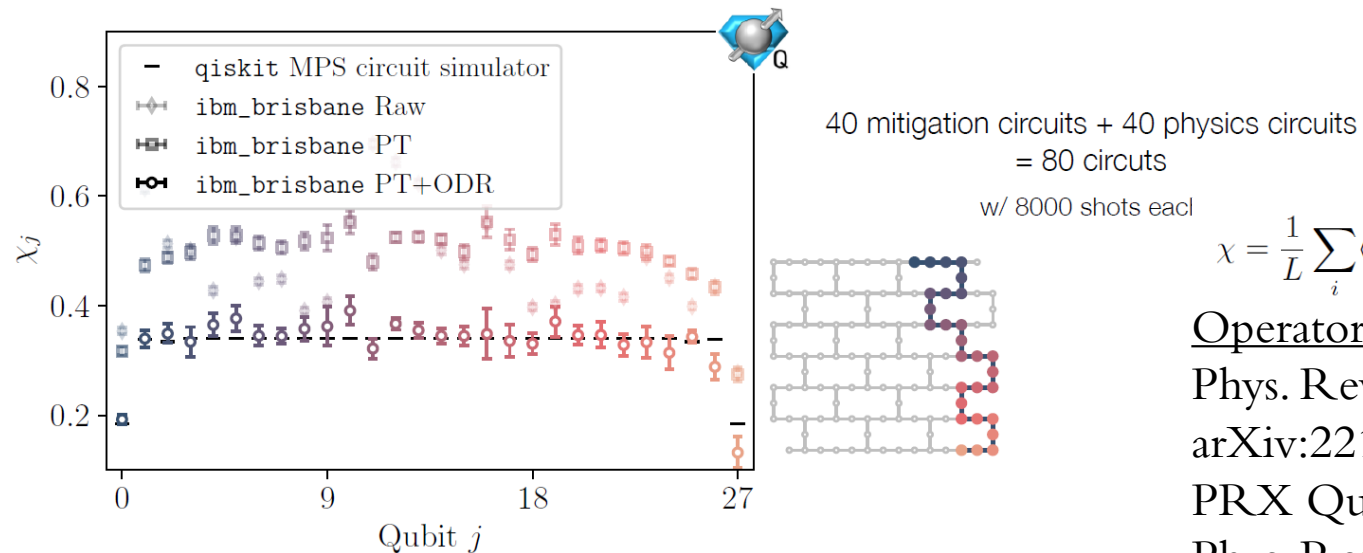 qiskit MPS circuit simulator
ibm_brisbane Raw
ibm_brisbane PT
ibm_brisbane PT+ODR
Q
0.8
0.6
0.4
0.2
χj
0 9 18 27
Qubit j
40 mitigation circuits + 40 physics circuits
= 80 circuts
w/ 8000 shots each
χ = 1/L ∑i
Operator
Phys. Rev
arXiv:221
PRX Qu